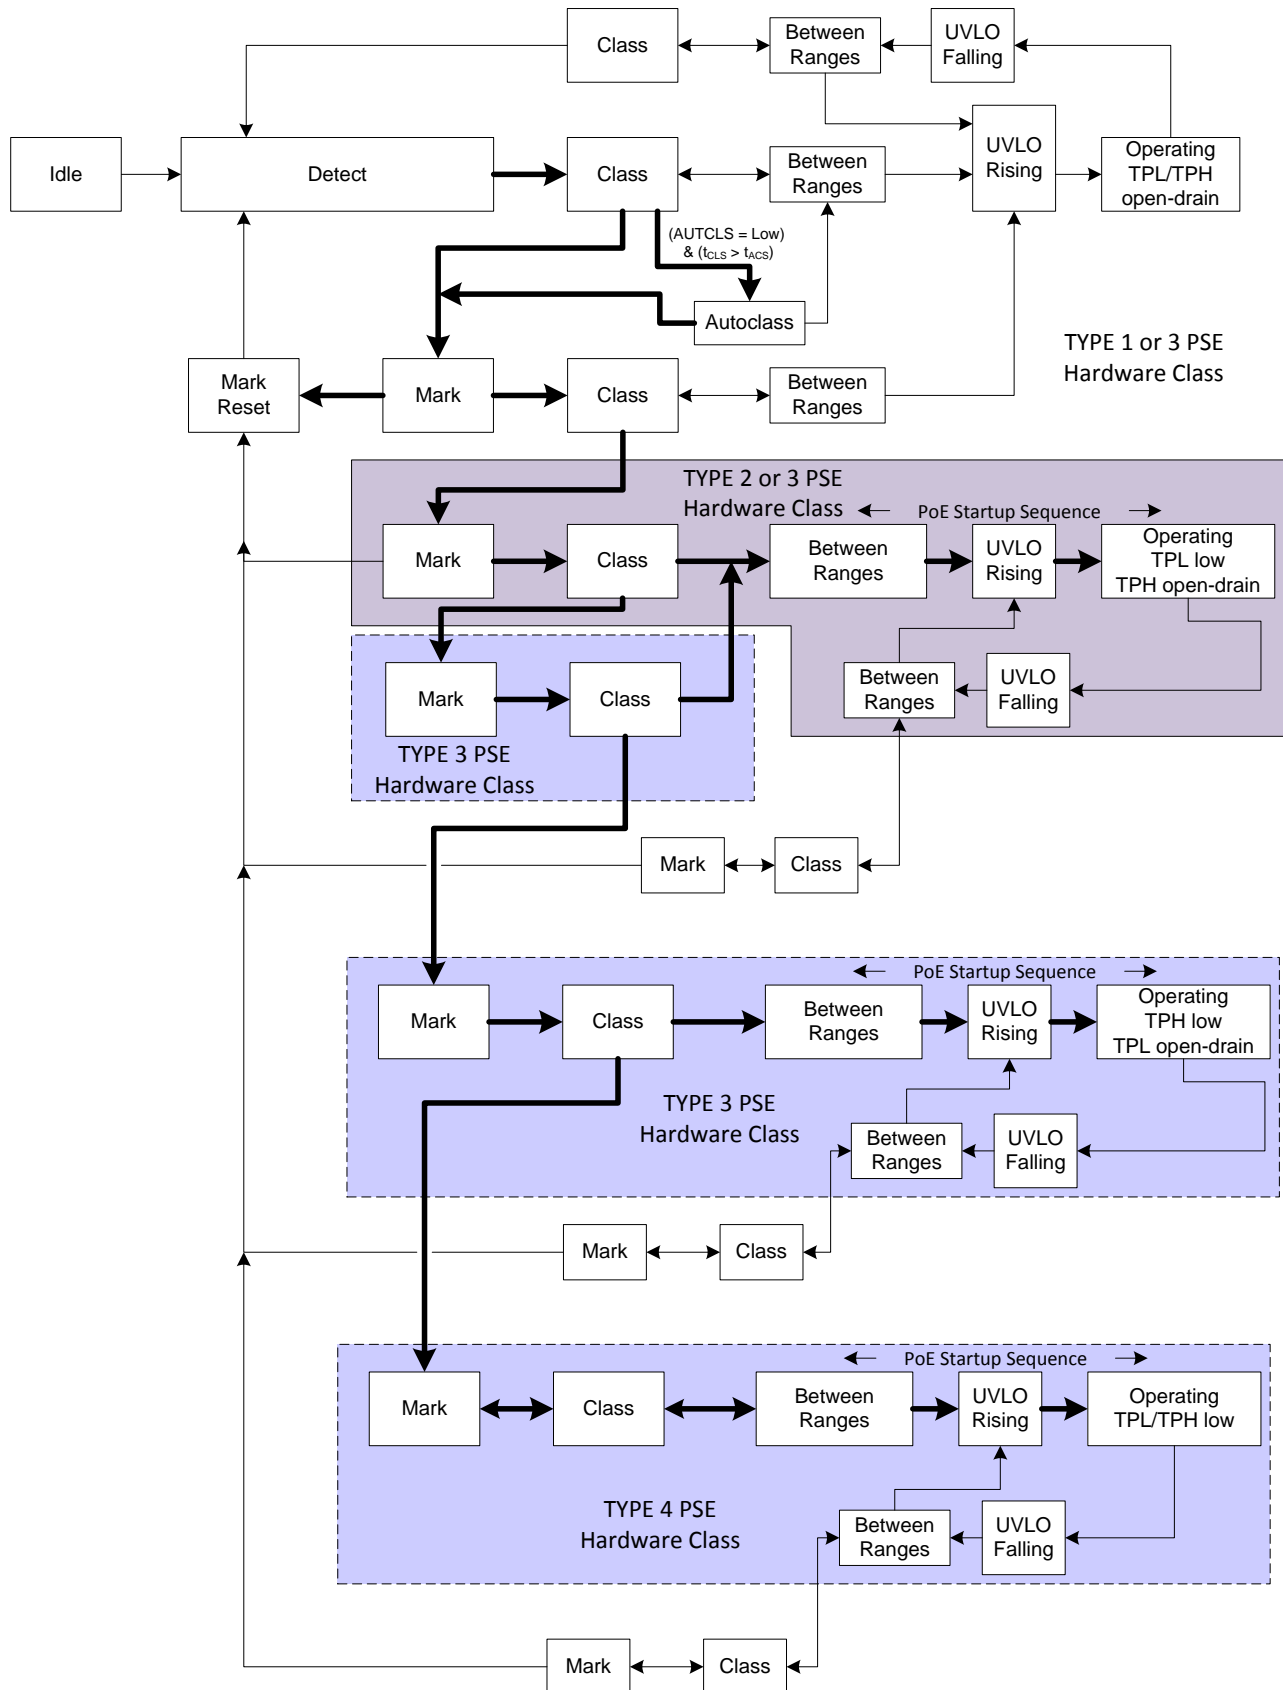 Class
Between
Ranges
UVLO
Falling
Idle
Detect
Class
Between
Ranges
UVLO
Rising
Operating
TPL/TPH
open-drain
(AUTCLS = Low)
& (tCLS > tACS)
Autoclass
TYPE 1 or 3 PSE
Hardware Class
Mark
Reset
Mark
Class
Between
Ranges
TYPE 2 or 3 PSE
Hardware Class
PoE Startup Sequence
Mark
Class
Between
Ranges
UVLO
Rising
Operating
TPL low
TPH open-drain
Mark
Class
Between
Ranges
UVLO
Falling
TYPE 3 PSE
Hardware Class
Mark
Class
PoE Startup Sequence
Mark
Class
Between
Ranges
UVLO
Rising
Operating
TPH low
TPL open-drain
TYPE 3 PSE
Hardware Class
Between
Ranges
UVLO
Falling
Mark
Class
PoE Startup Sequence
Mark
Class
Between
Ranges
UVLO
Rising
Operating
TPL/TPH low
TYPE 4 PSE
Hardware Class
Between
Ranges
UVLO
Falling
Mark
Class